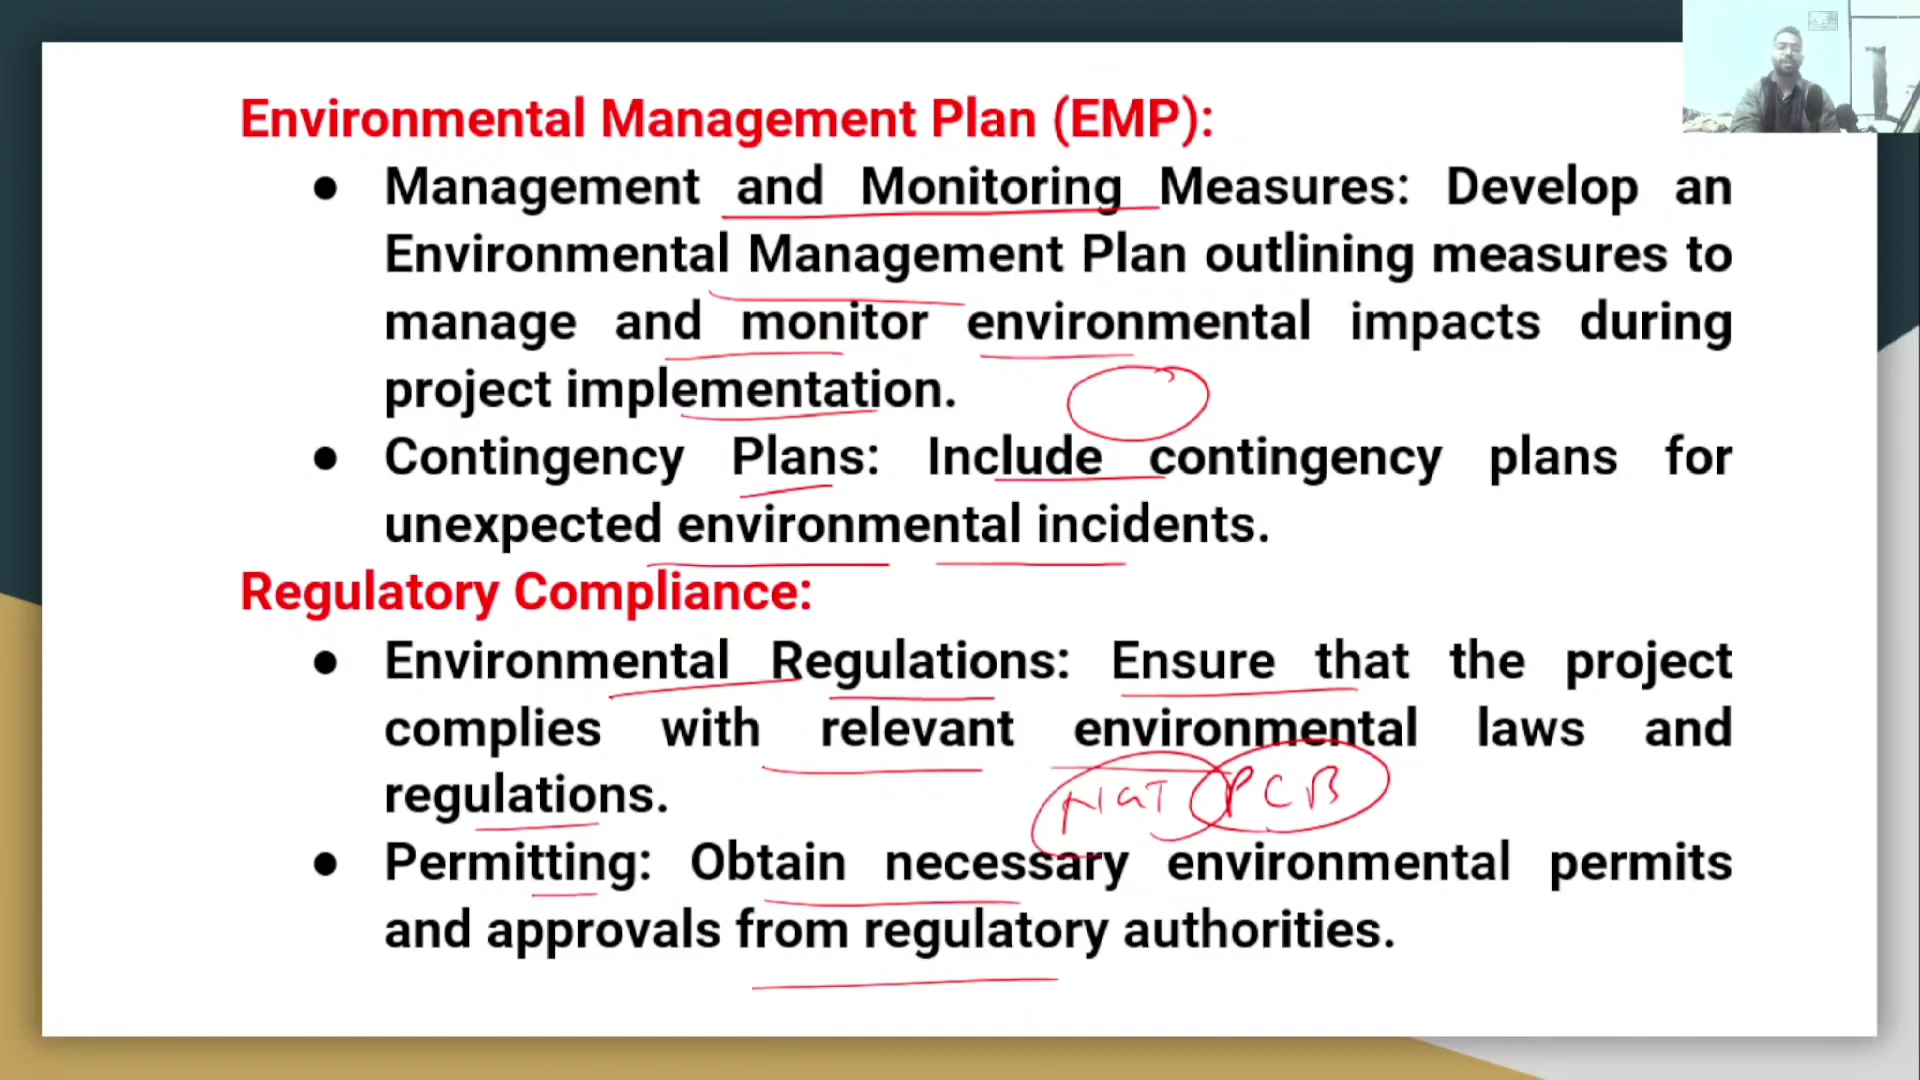 Environmental Management Plan (EMP):
● Management and Monitoring Measures: Develop an
Environmental Management Plan outlining measures to
manage and monitor environmental impacts during
project implementation.
● Contingency Plans: Include contingency plans for
unexpected environmental incidents.
Regulatory Compliance:
● Environmental Regulations: Ensure that the project
complies with relevant environmental laws and
regulations.
NGT PCB
● Permitting: Obtain necessary environmental permits
and approvals from regulatory authorities.